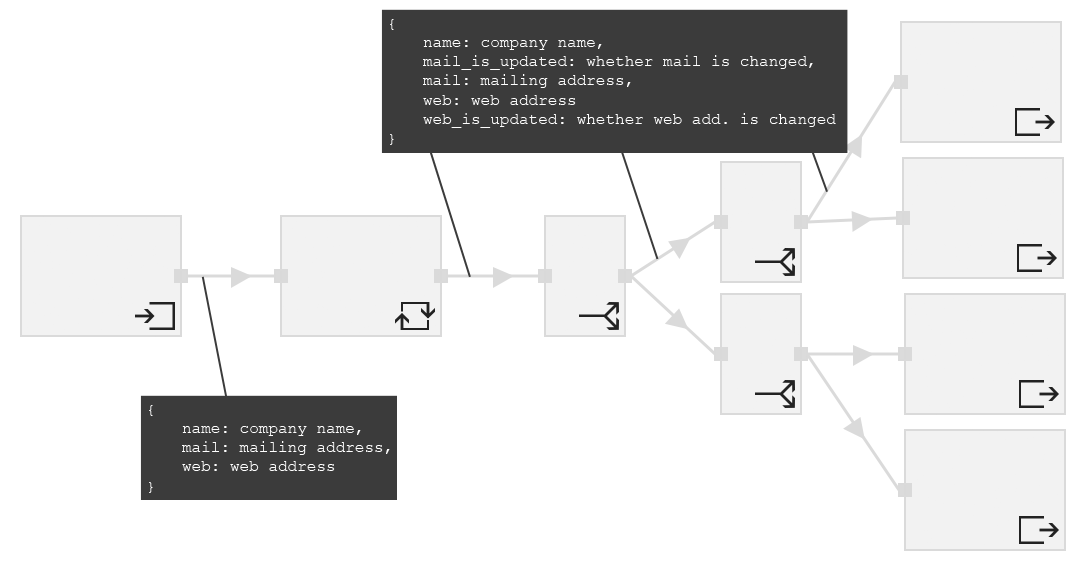 {
name: company name,
mail_is_updated: whether mail is changed,
mail: mailing address,
web: web address
web_is_updated: whether web add. is changed
}
{
name: company name,
mail: mailing address,
web: web address
}